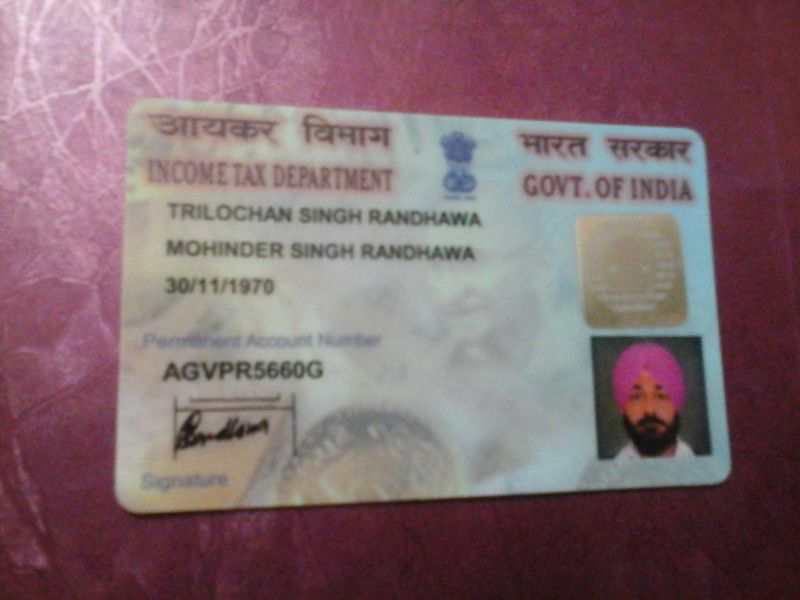 आयकर विभाग
भारत सरकार
INCOME TAX DEPARTMENT
GOVT. OF INDIA
TRILOCHAN SINGH RANDHAWA
MOHINDER SINGH RANDHAWA
30/11/1970
Permanent Account Number
AGVPR5660G
Signature